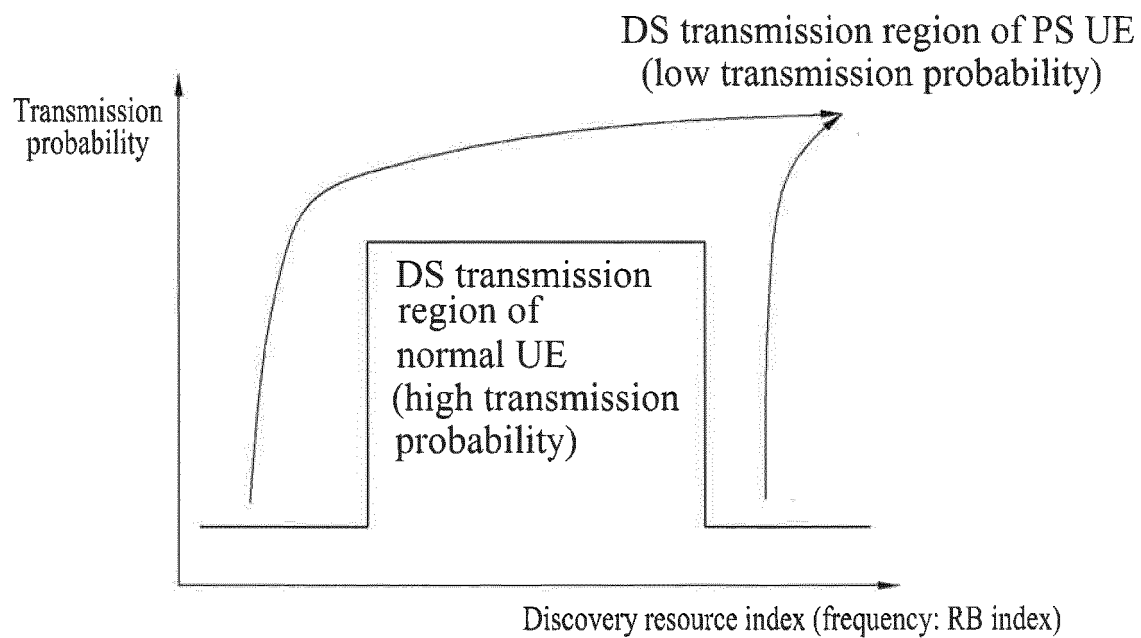 DS transmission region of PS UE
(low transmission probability)
Transmission
probability
DS transmission
region of
normal UE
(high transmission
probability)
Discovery resource index (frequency: RB index)